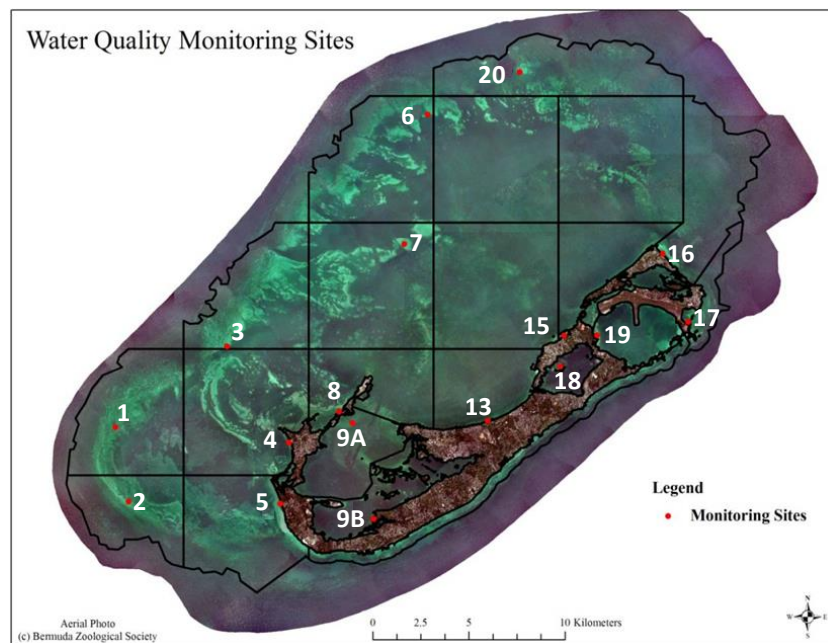 Water Quality Monitoring Sites
20
6
7
16
17
3
15
19
18
8
1
13
9A
4
2
5
9B
Legend
Monitoring Sites
Aerial Photo
(c) Bermuda Zoological Society
0 2.5 5 10 Kilometers
N
W E
S